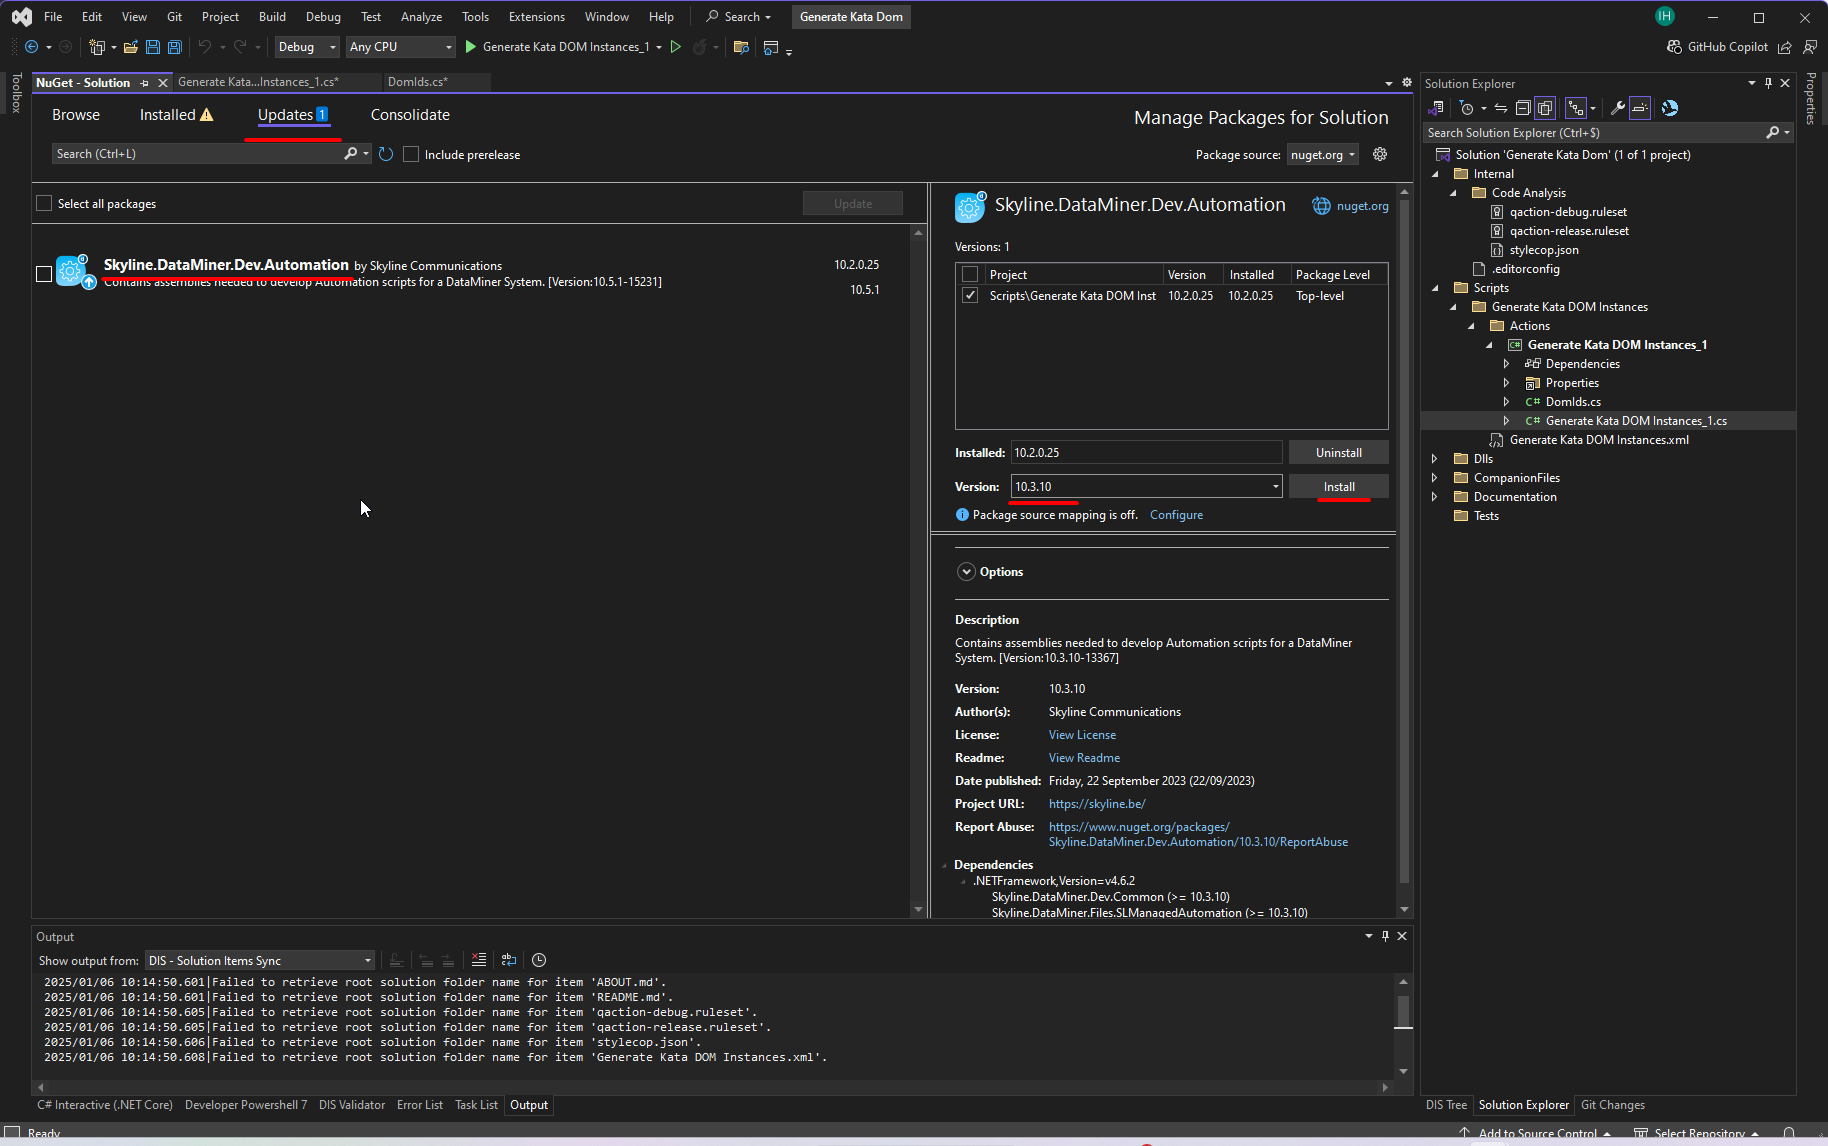 File Edit View Git Project Build Debug Test Analyze Tools Extensions Window Help Search Generate Kata Dom IH
Debug Any CPU Generate Kata DOM Instances_1 GitHub Copilot
Toolbox
NuGet - Solution Generate Kata...Instances_1.cs* DomIds.cs*
Browse Installed Updates 1 Consolidate
Manage Packages for Solution
Search (Ctrl+L) Include prerelease
Package source: nuget.org
Select all packages Update
Skyline.DataMiner.Dev.Automation by Skyline Communications 10.2.0.25
Contains assemblies needed to develop Automation scripts for a DataMiner System. [Version:10.5.1-15231] 10.5.1
Skyline.DataMiner.Dev.Automation nuget.org
Versions: 1
Project Version Installed Package Level
Scripts\Generate Kata DOM Inst 10.2.0.25 10.2.0.25 Top-level
Installed: 10.2.0.25 Uninstall
Version: 10.3.10 Install
Package source mapping is off. Configure
Options
Description
Contains assemblies needed to develop Automation scripts for a DataMiner
System. [Version:10.3.10-13367]
Version: 10.3.10
Author(s): Skyline Communications
License: View License
Readme: View Readme
Date published: Friday, 22 September 2023 (22/09/2023)
Project URL: https://skyline.be/
Report Abuse: https://www.nuget.org/packages/
Skyline.DataMiner.Dev.Automation/10.3.10/ReportAbuse
Dependencies
.NETFramework,Version=v4.6.2
Skyline.DataMiner.Dev.Common (>= 10.3.10)
Skyline.DataMiner.Files.SLManagedAutomation (>= 10.3.10)
Output
Show output from: DIS - Solution Items Sync
2025/01/06 10:14:50.601|Failed to retrieve root solution folder name for item 'ABOUT.md'.
2025/01/06 10:14:50.601|Failed to retrieve root solution folder name for item 'README.md'.
2025/01/06 10:14:50.605|Failed to retrieve root solution folder name for item 'qaction-debug.ruleset'.
2025/01/06 10:14:50.605|Failed to retrieve root solution folder name for item 'qaction-release.ruleset'.
2025/01/06 10:14:50.606|Failed to retrieve root solution folder name for item 'stylecop.json'.
2025/01/06 10:14:50.608|Failed to retrieve root solution folder name for item 'Generate Kata DOM Instances.xml'.
C# Interactive (.NET Core) Developer Powershell 7 DIS Validator Error List Task List Output
Solution Explorer
Search Solution Explorer (Ctrl+$)
Solution 'Generate Kata Dom' (1 of 1 project)
Internal
Code Analysis
qaction-debug.ruleset
qaction-release.ruleset
stylecop.json
.editorconfig
Scripts
Generate Kata DOM Instances
Actions
C# Generate Kata DOM Instances_1
Dependencies
Properties
C# DomIds.cs
C# Generate Kata DOM Instances_1.cs
Generate Kata DOM Instances.xml
Dlls
CompanionFiles
Documentation
Tests
DIS Tree Solution Explorer Git Changes
Properties
Ready Add to Source Control Select Repository